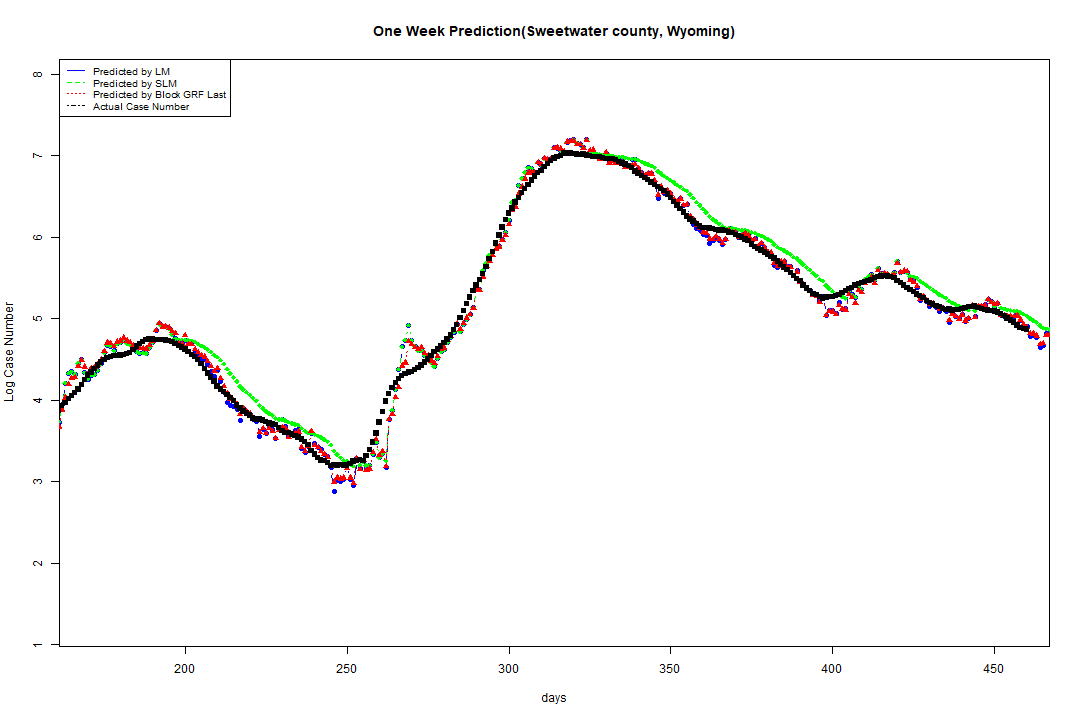 One Week Prediction(Sweetwater county, Wyoming)
Predicted by LM
Predicted by SLM
Predicted by Block GRF Last
Actual Case Number
8
7
6
5
4
3
2
1
Log Case Number
200 250 300 350 400 450
days